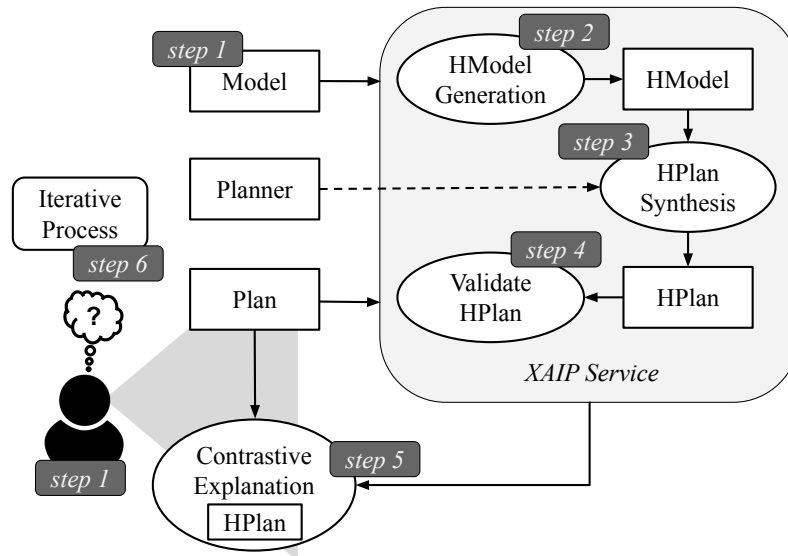 step 1
Model
step 2
HModel
Generation
HModel
step 3
Planner
HPlan
Synthesis
Iterative
Process
step 6
?
Plan
step 4
Validate
HPlan
HPlan
XAIP Service
step 1
Contrastive
Explanation
step 5
HPlan